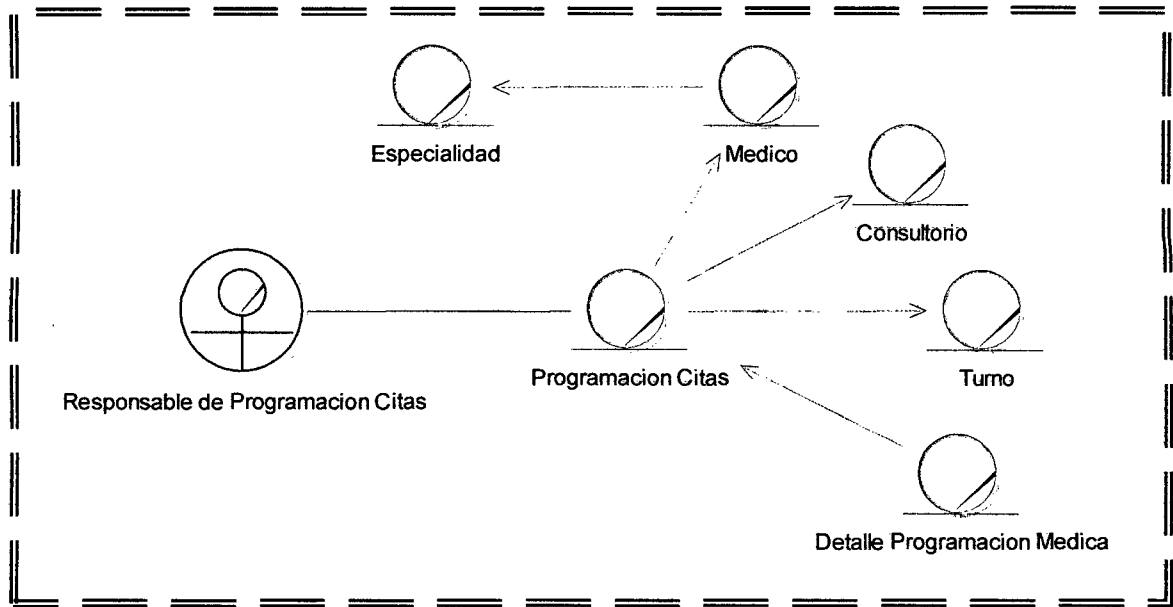 Especialidad
Medico
Consultorio
Responsable de Programacion Citas
Programacion Citas
Turno
Detalle Programacion Medica